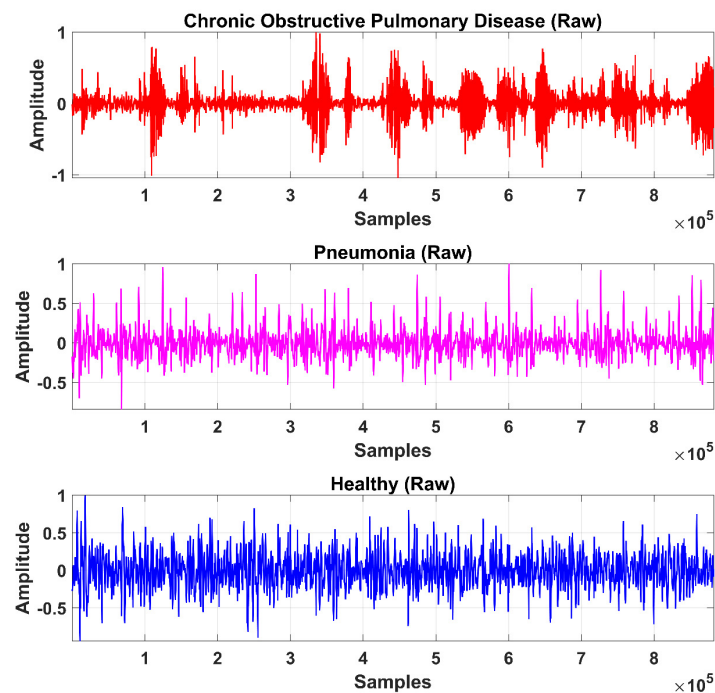 Chronic Obstructive Pulmonary Disease (Raw)
1
0
-1
Amplitude
1 2 3 4 5 6 7 8
Samples
×10^5
Pneumonia (Raw)
1
0.5
0
-0.5
Amplitude
1 2 3 4 5 6 7 8
Samples
×10^5
Healthy (Raw)
1
0.5
0
-0.5
Amplitude
1 2 3 4 5 6 7 8
Samples
×10^5